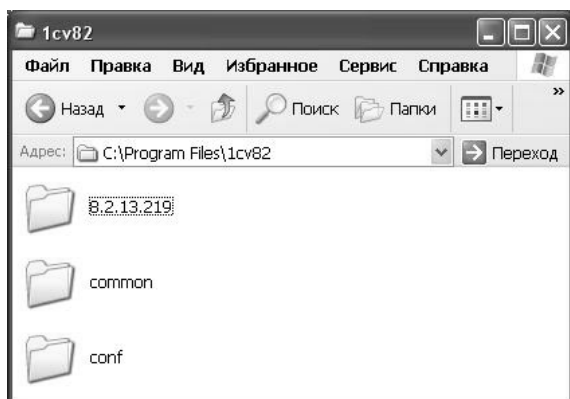 1cv82
Файл Правка Вид Избранное Сервис Справка
Назад Поиск Папки »
Адрес: C:\Program Files\1cv82 Переход
8.2.13.219
common
conf